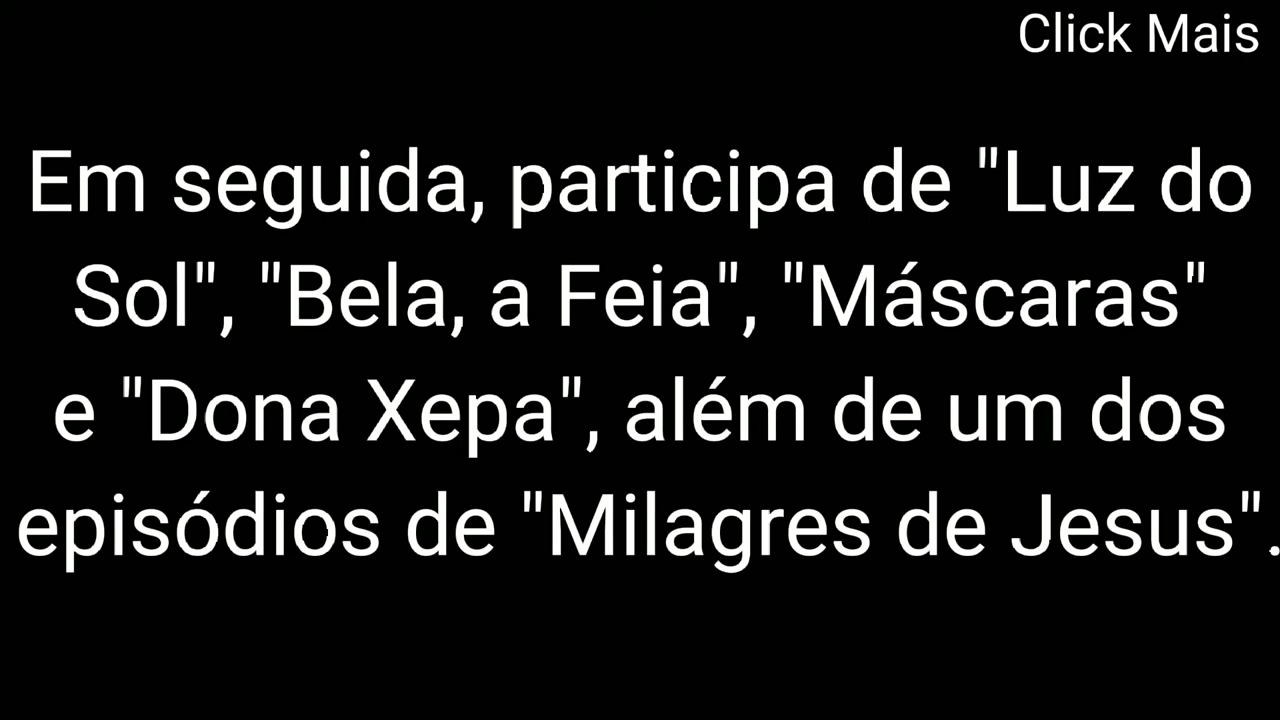 Click Mais
Em seguida, participa de "Luz do
Sol", "Bela, a Feia", "Máscaras"
e "Dona Xepa", além de um dos
episódios de "Milagres de Jesus".